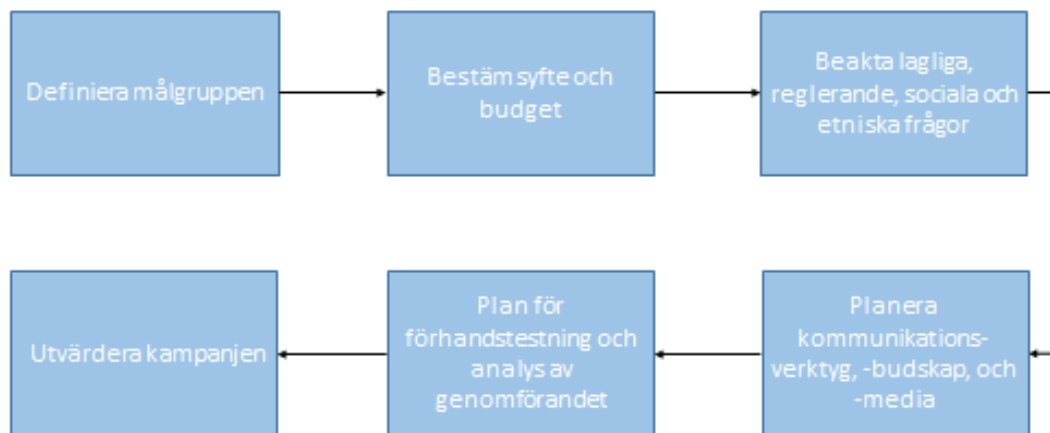 Definiera målgruppen
Bestäm syfte och
budget
Beakta lagliga,
reglerande, sociala och
etniska frågor
Planera
kommunikations-
verktyg, -budskap, och
-media
Plan för
förhandstestning och
analys av
genomförandet
Utvärdera kampanjen